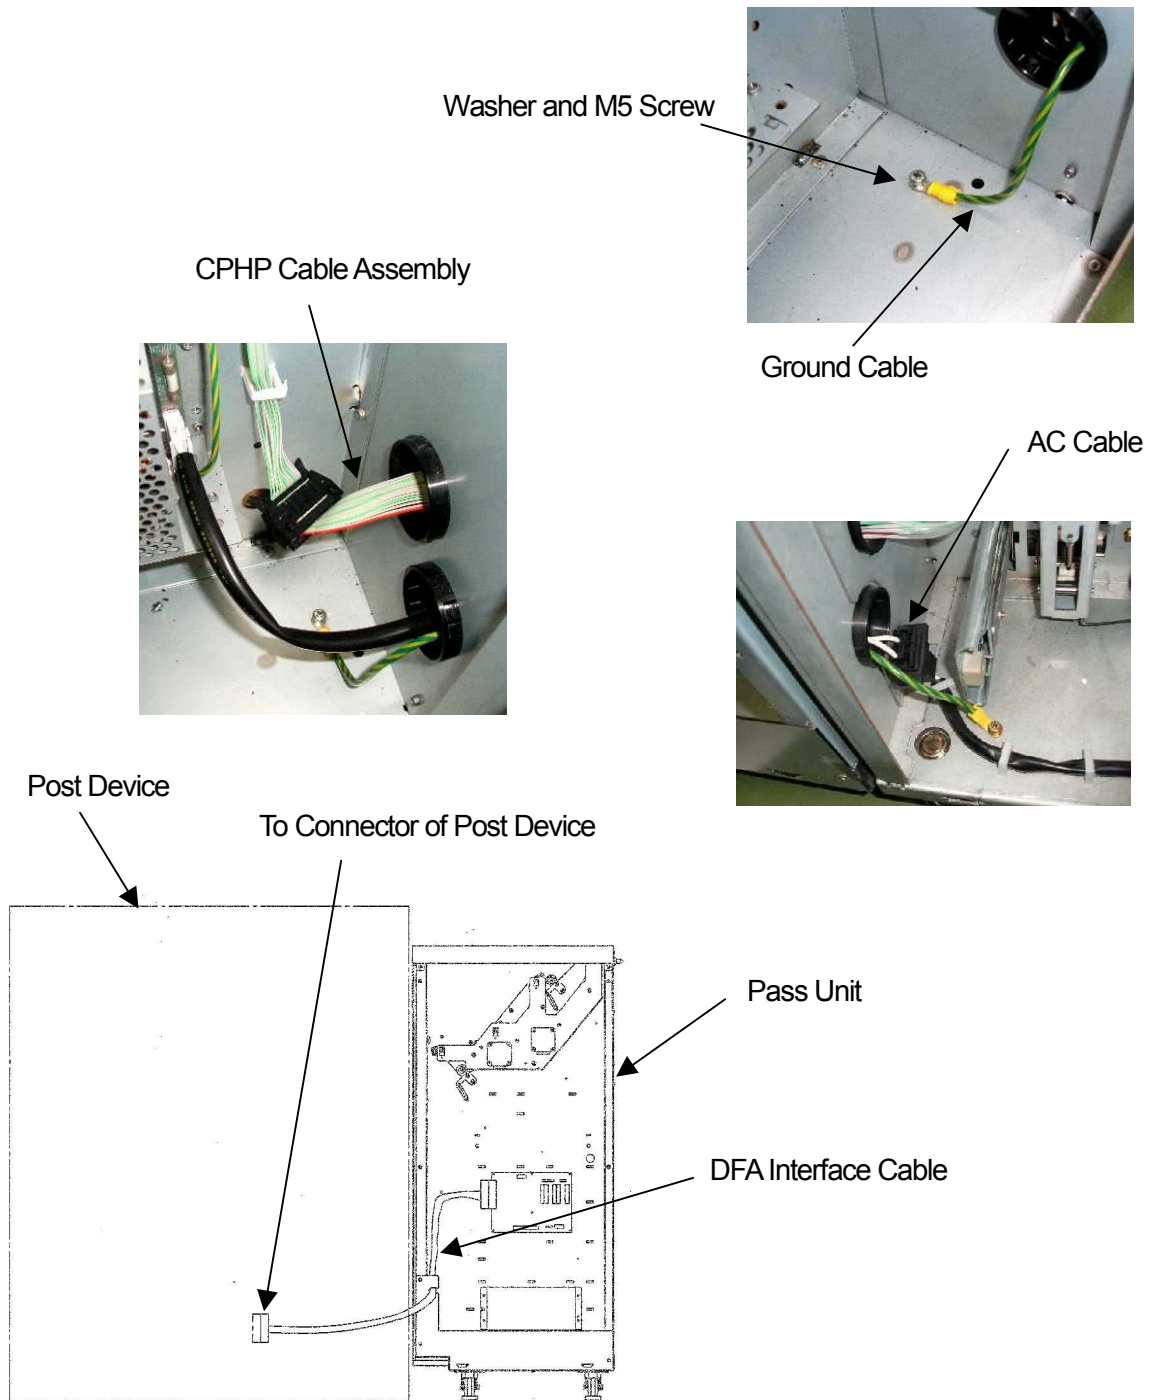 Washer and M5 Screw
CPHP Cable Assembly
Ground Cable
AC Cable
Post Device
To Connector of Post Device
Pass Unit
DFA Interface Cable